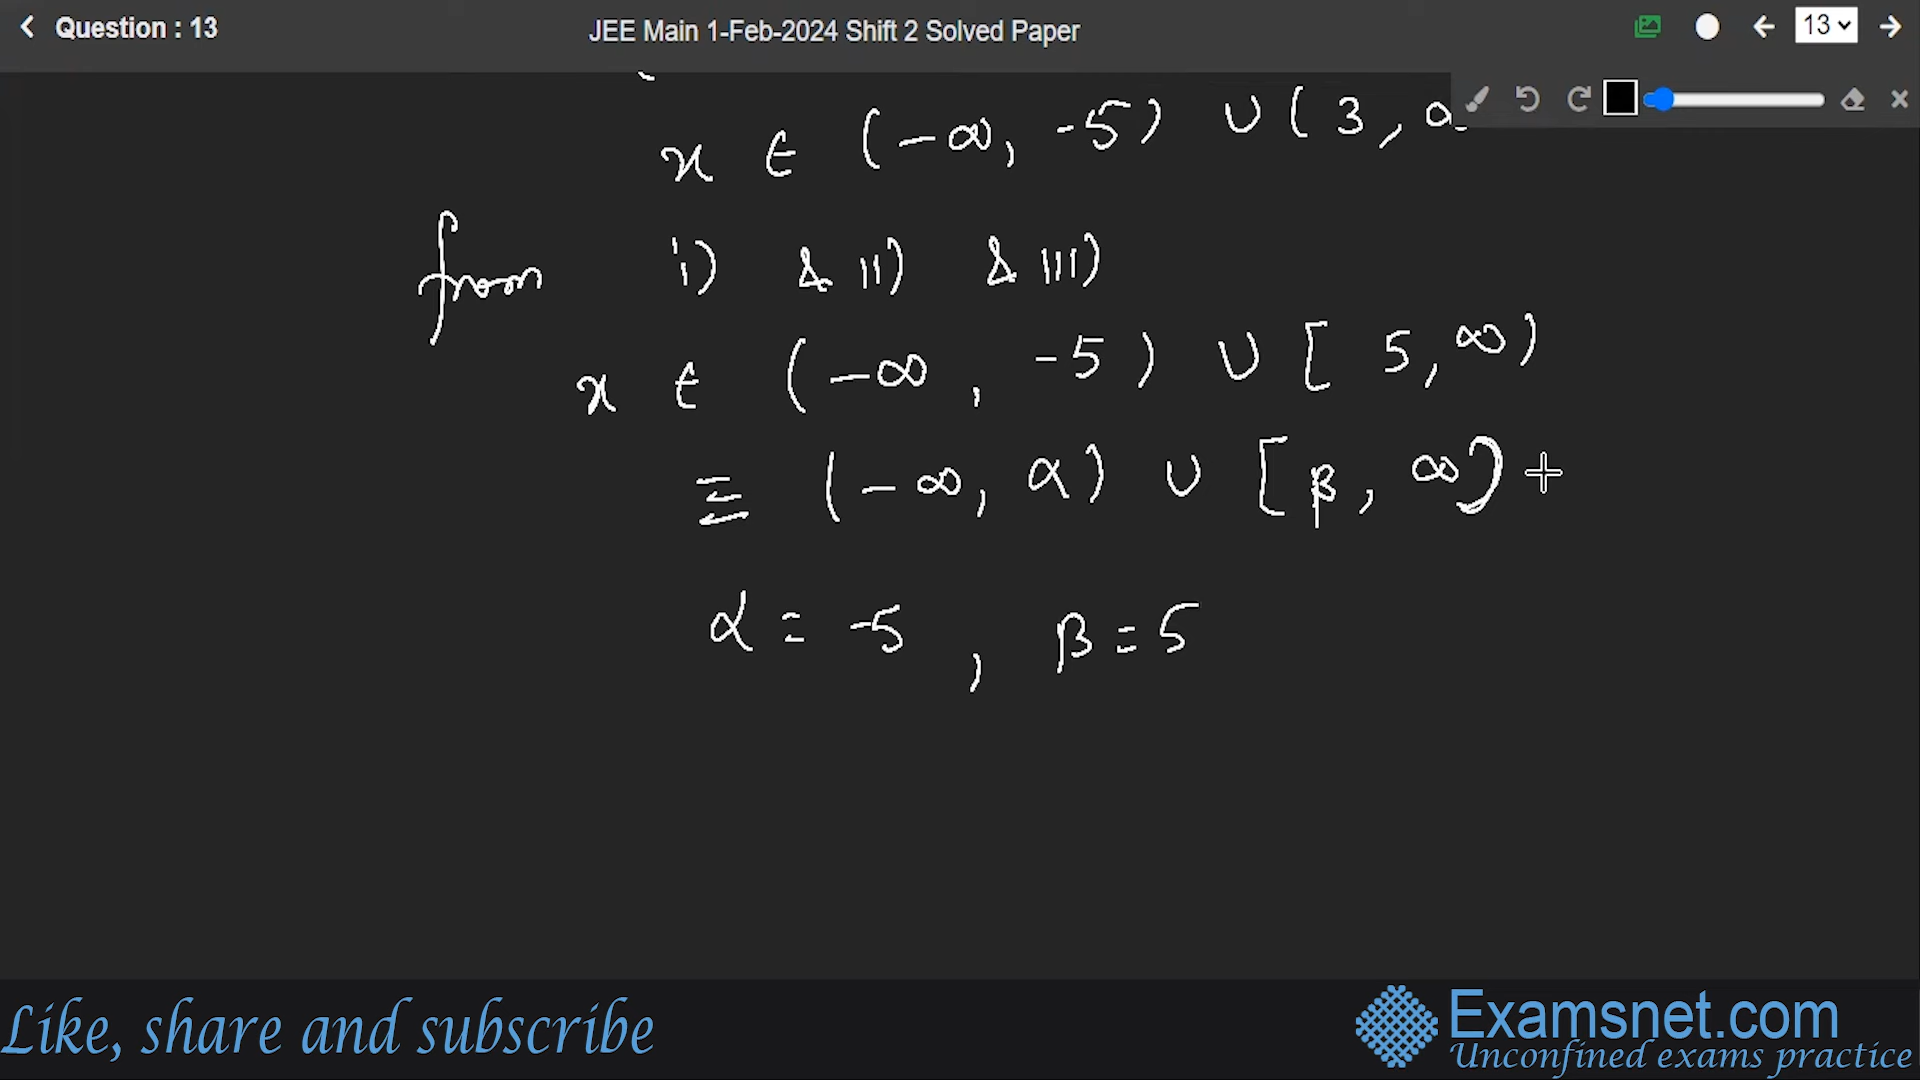 Question : 13
JEE Main 1-Feb-2024 Shift 2 Solved Paper
13
x ∈ (-∞, -5) ∪ (3,
from i) & ii) & iii)
x ∈ (-∞, -5) ∪ [5, ∞)
≡ (-∞, α) ∪ [β, ∞)
α = -5, β = 5
Like, share and subscribe
Examsnet.com
Unconfined exams practice